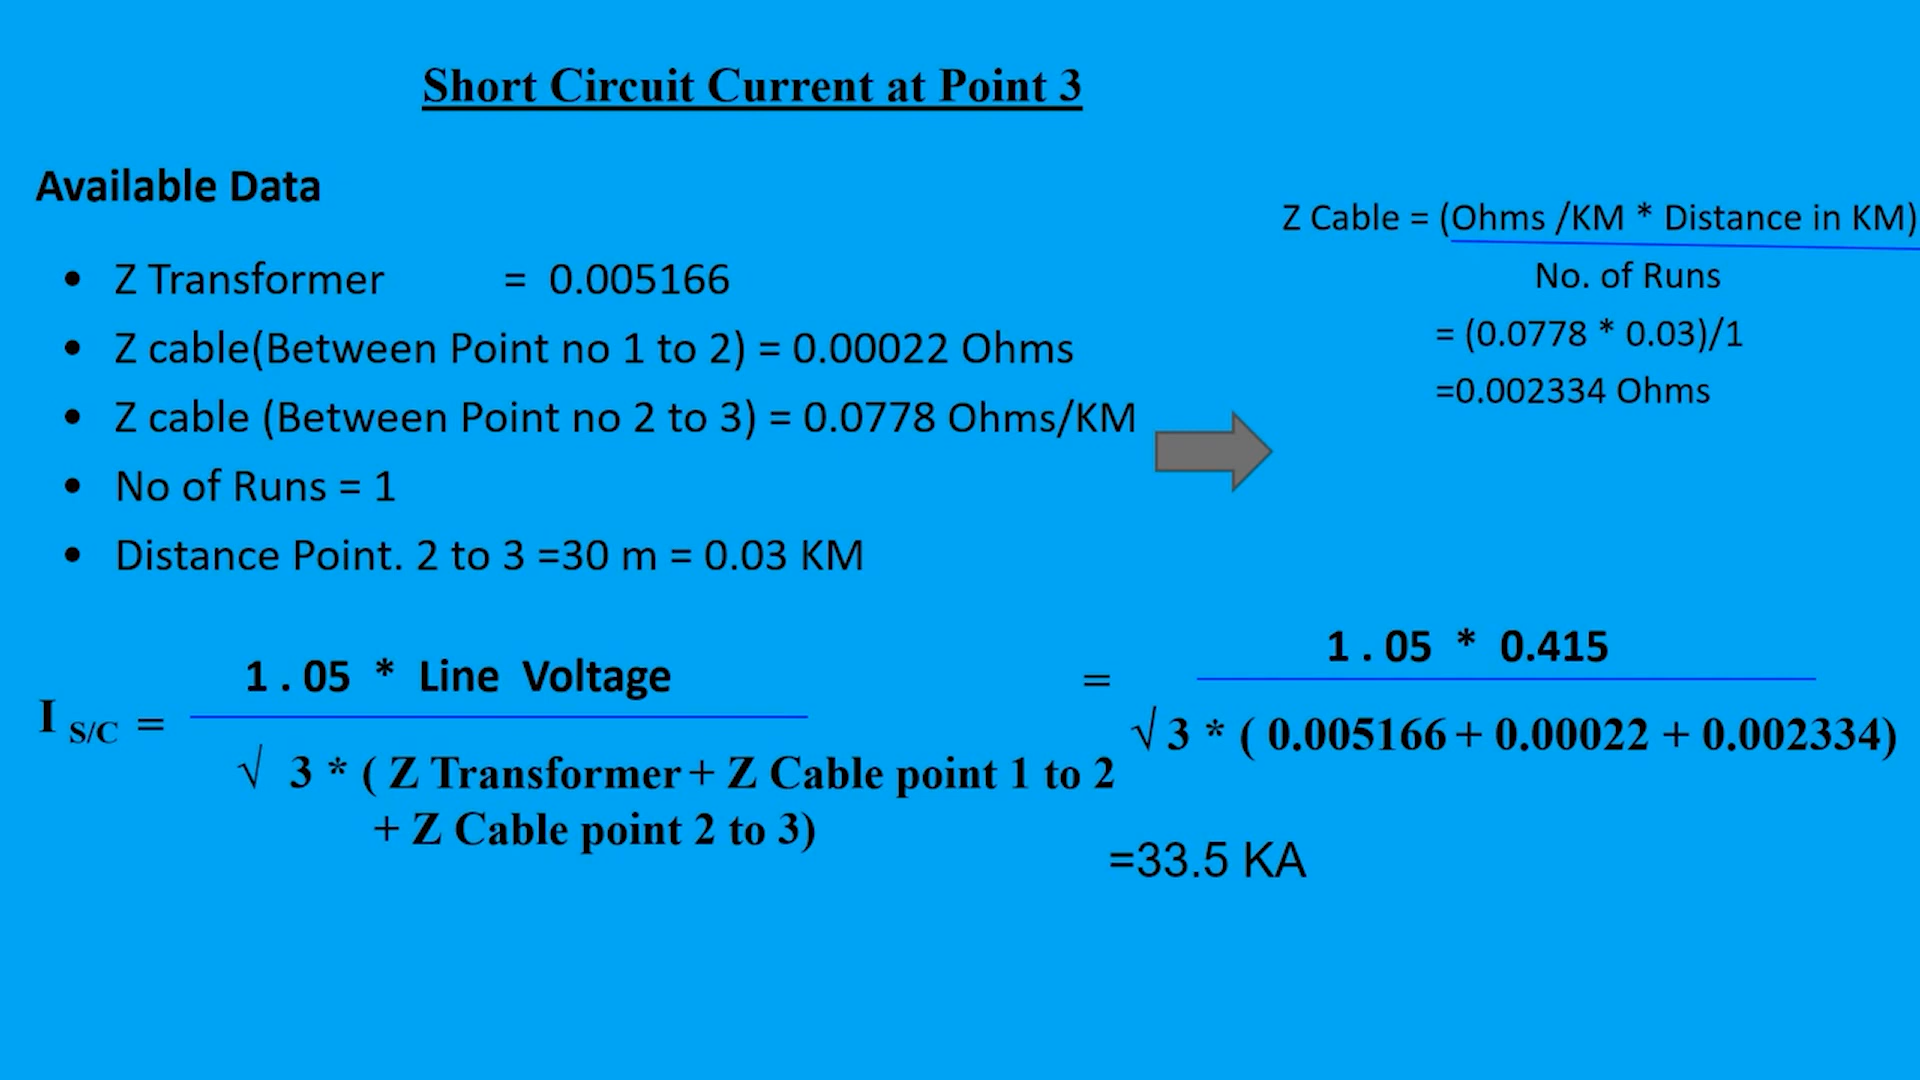 Short Circuit Current at Point 3
Available Data
• Z Transformer = 0.005166
• Z cable(Between Point no 1 to 2) = 0.00022 Ohms
• Z cable (Between Point no 2 to 3) = 0.0778 Ohms/KM
• No of Runs = 1
• Distance Point. 2 to 3 =30 m = 0.03 KM
Z Cable = (Ohms /KM * Distance in KM)
No. of Runs
= (0.0778 * 0.03)/1
=0.002334 Ohms
1 . 05 * Line Voltage
I S/C =
√ 3 * ( Z Transformer + Z Cable point 1 to 2
+ Z Cable point 2 to 3)
1 . 05 * 0.415
=
√ 3 * ( 0.005166 + 0.00022 + 0.002334)
=33.5 KA